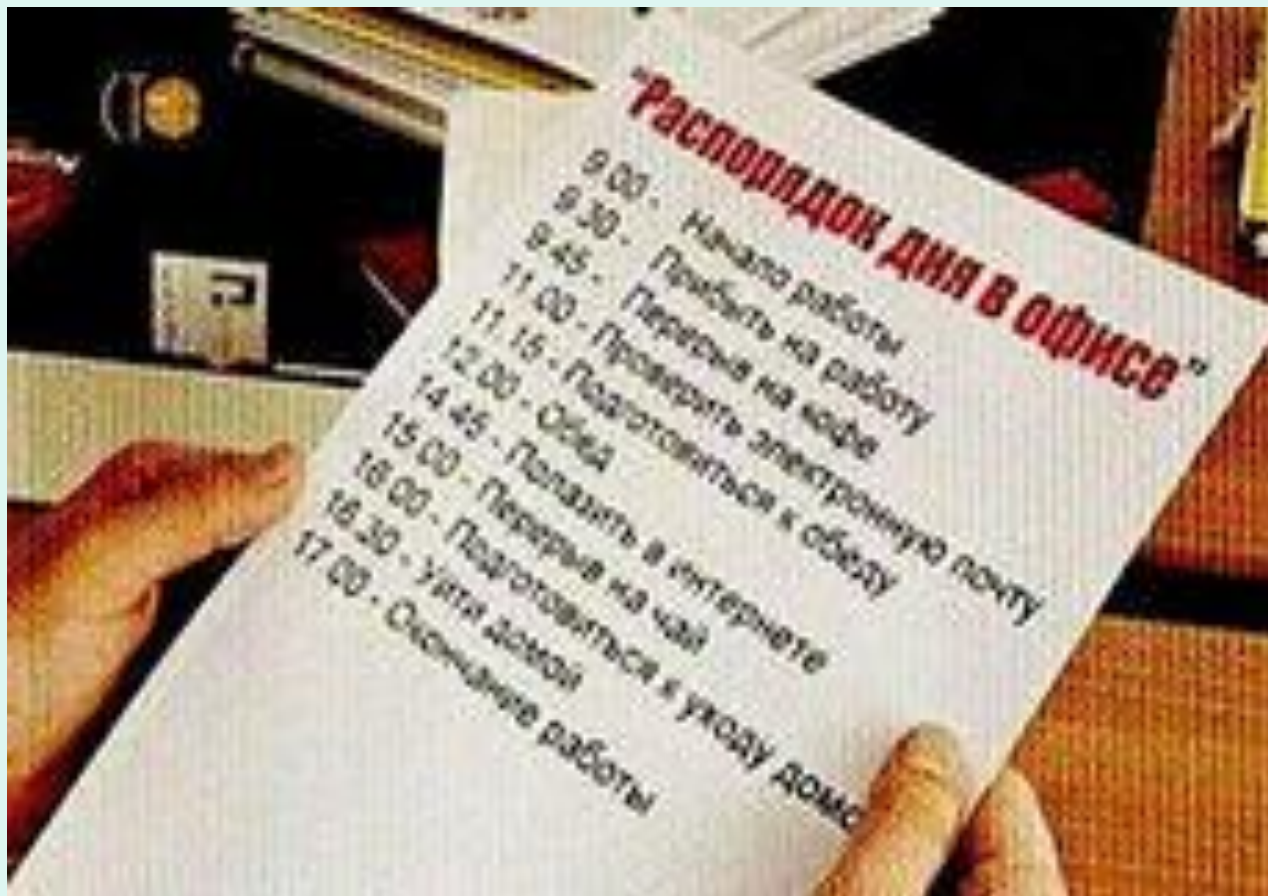 "Распорядок дня в офисе"
9.00 - Начало работы
9.30 - Прибыть на работу
9.45 - Перерыв на кофе
11.00 - Проверить электронную почту
11.15 - Подготовиться к обеду
12.00 - Обед
14.45 - Полазить в интернете
15.00 - Перерыв на чай
16.00 - Подготовиться к уходу домо
16.30 - Уйти домой
17.00 - Окончание работы